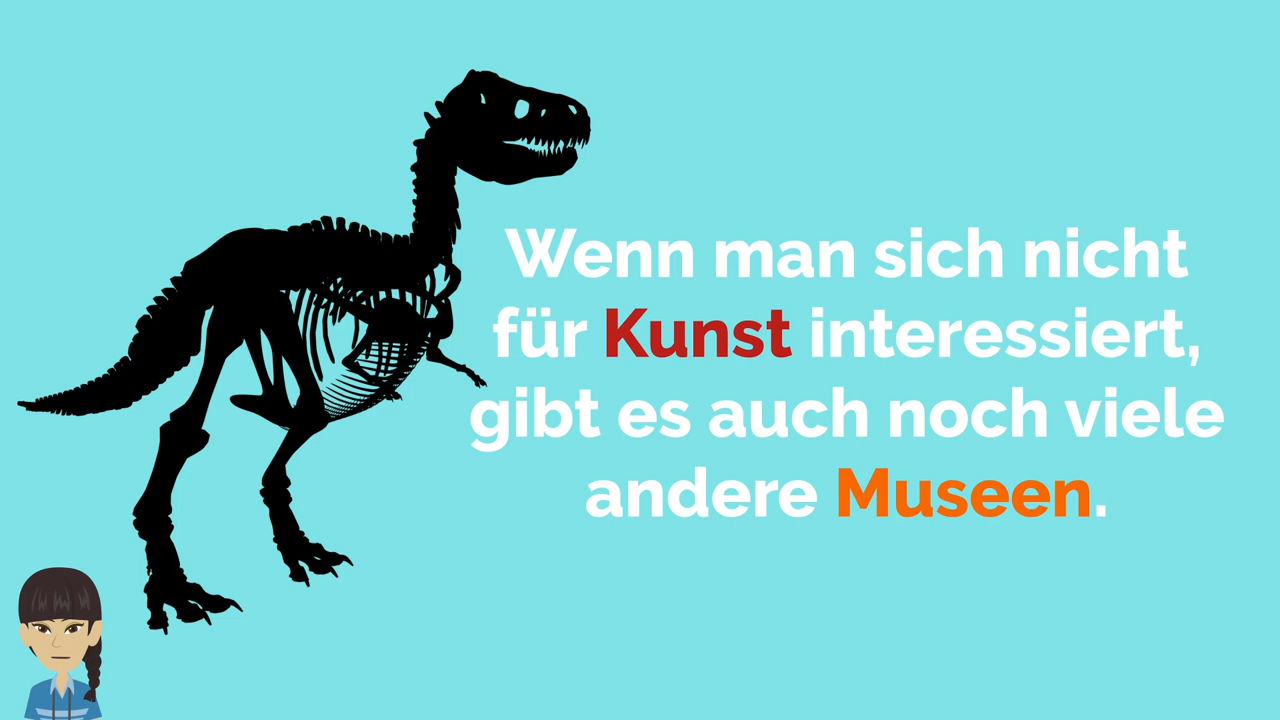 Wenn man sich nicht
für Kunst interessiert,
gibt es auch noch viele
andere Museen.